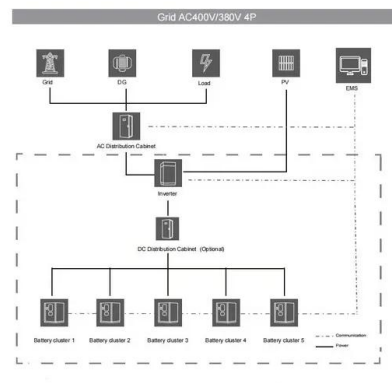 Grid AC400V/380V 4P
Grid
DG
Load
PV
EMS
AC Distribution Cabinet
Inverter
DC Distribution Cabinet (Optional)
Battery cluster 1
Battery cluster 2
Battery cluster 3
Battery cluster 4
Battery cluster 5
Communication
Power